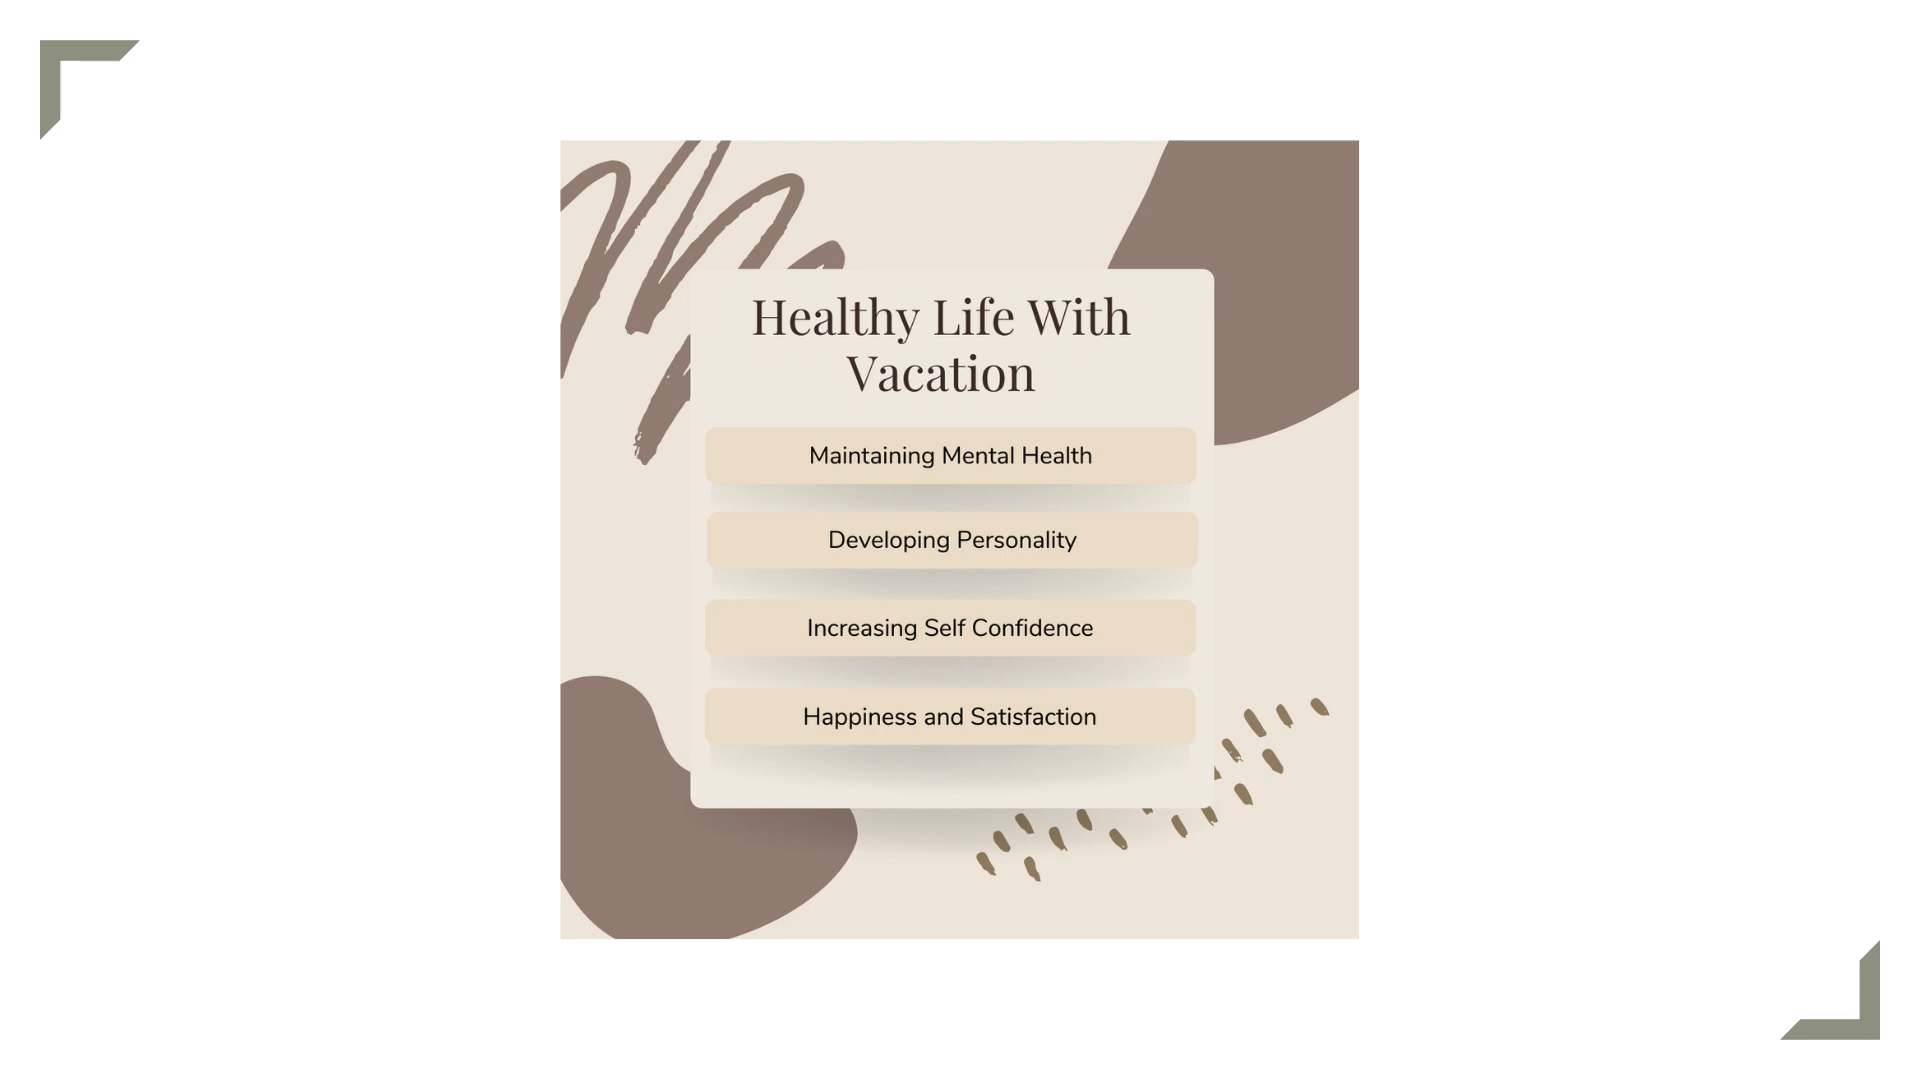 Healthy Life With
Vacation
Maintaining Mental Health
Developing Personality
Increasing Self Confidence
Happiness and Satisfaction